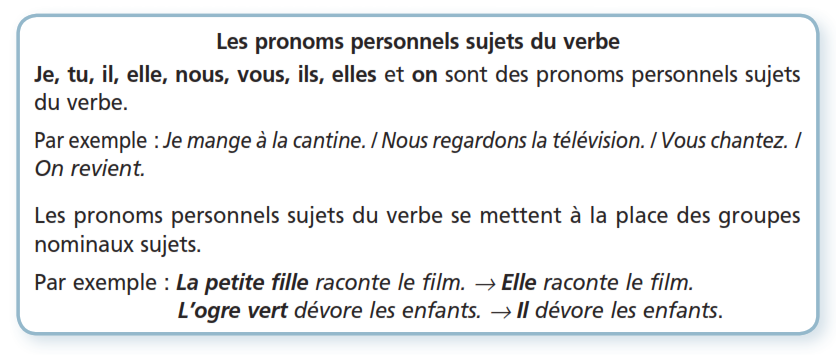 Les pronoms personnels sujets du verbe
Je, tu, il, elle, nous, vous, ils, elles et on sont des pronoms personnels sujets
du verbe.
Par exemple : Je mange à la cantine. / Nous regardons la télévision. / Vous chantez. /
On revient.
Les pronoms personnels sujets du verbe se mettent à la place des groupes
nominaux sujets.
Par exemple : La petite fille raconte le film. → Elle raconte le film.
L’ogre vert dévore les enfants. → Il dévore les enfants.